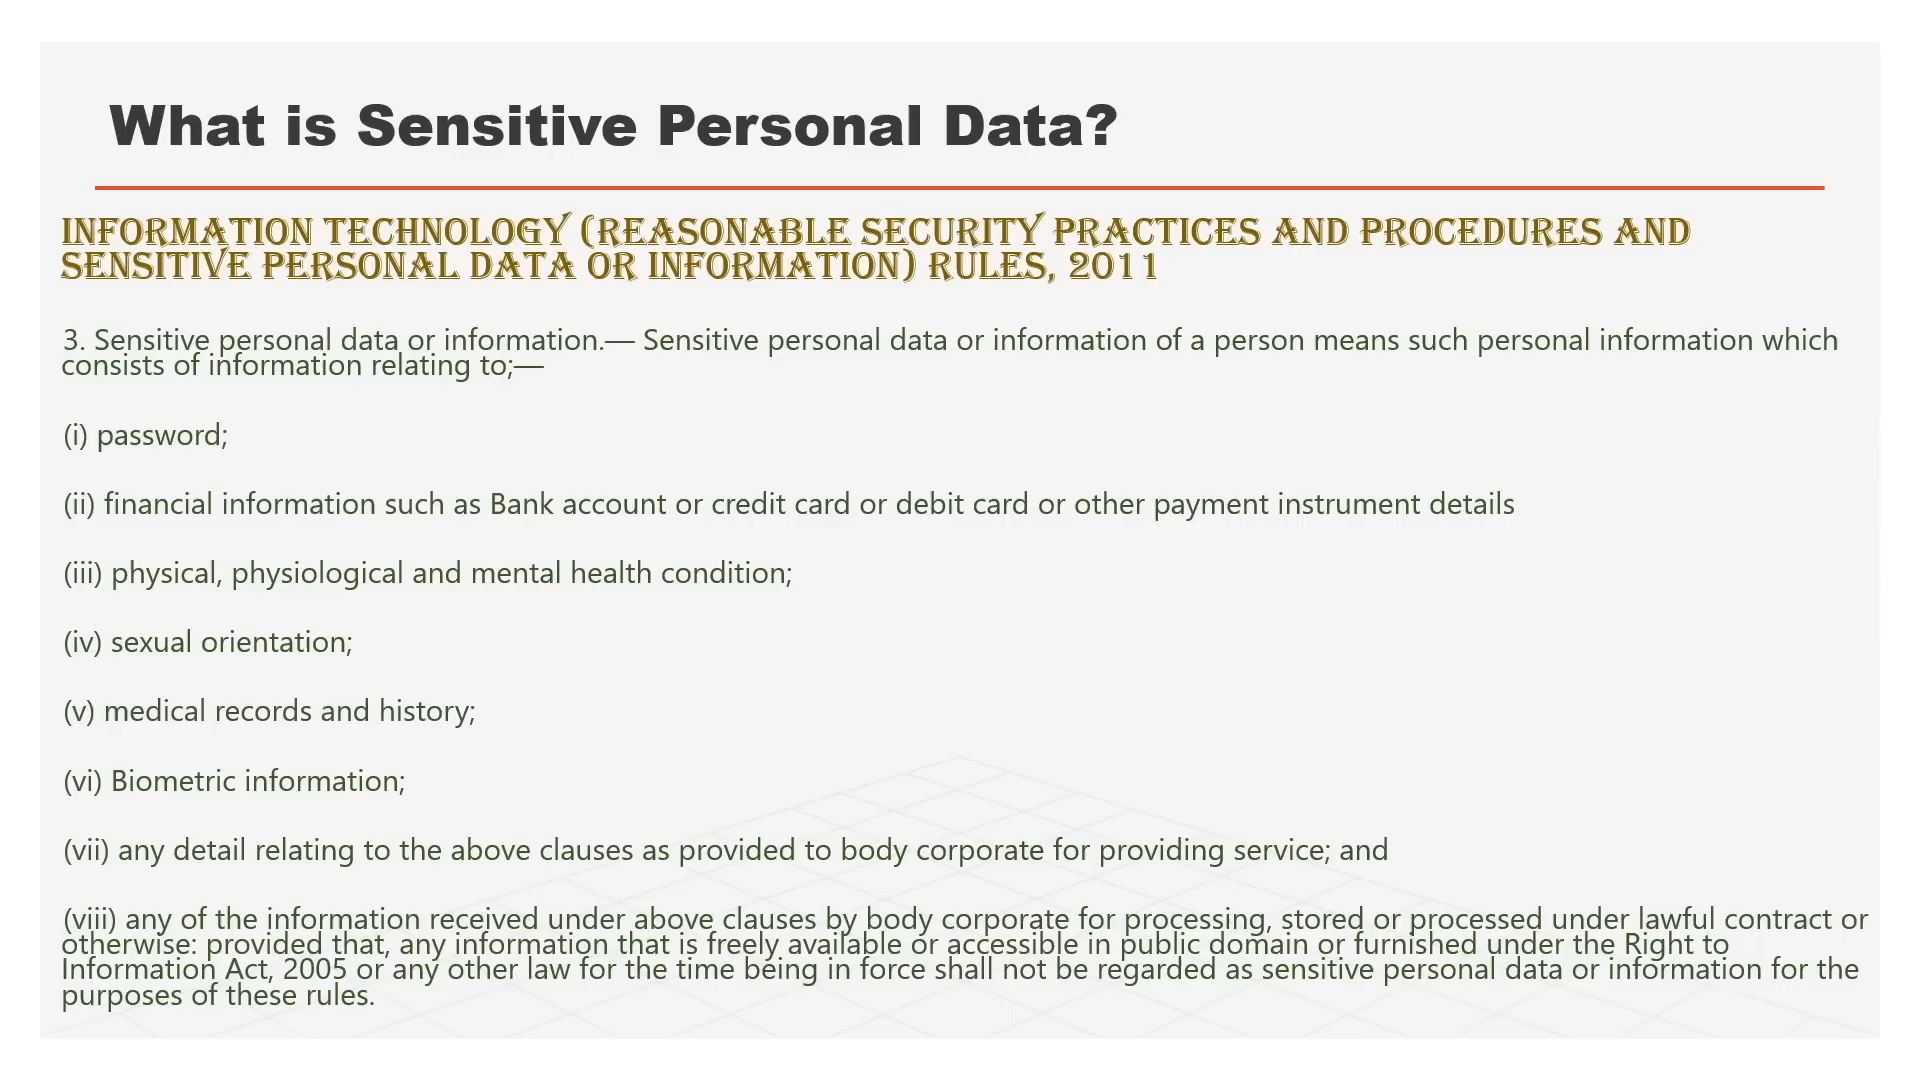 What is Sensitive Personal Data?
INFORMATION TECHNOLOGY (REASONABLE SECURITY PRACTICES AND PROCEDURES AND
SENSITIVE PERSONAL DATA OR INFORMATION) RULES, 2011
3. Sensitive personal data or information.— Sensitive personal data or information of a person means such personal information which
consists of information relating to;—
(i) password;
(ii) financial information such as Bank account or credit card or debit card or other payment instrument details
(iii) physical, physiological and mental health condition;
(iv) sexual orientation;
(v) medical records and history;
(vi) Biometric information;
(vii) any detail relating to the above clauses as provided to body corporate for providing service; and
(viii) any of the information received under above clauses by body corporate for processing, stored or processed under lawful contract or
otherwise: provided that, any information that is freely available or accessible in public domain or furnished under the Right to
Information Act, 2005 or any other law for the time being in force shall not be regarded as sensitive personal data or information for the
purposes of these rules.